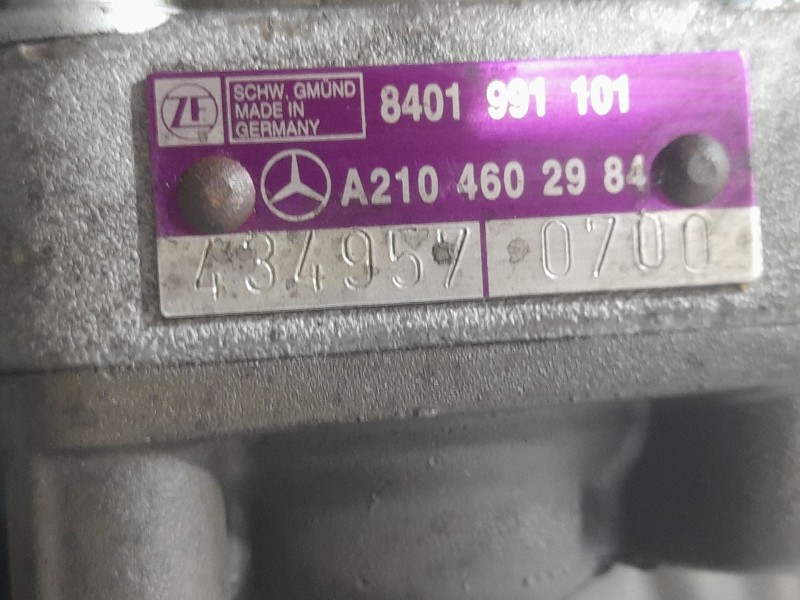 ZF
SCHW. GMÜND
MADE IN
GERMANY
8401 991 101
A210 460 29 84
434957 0700